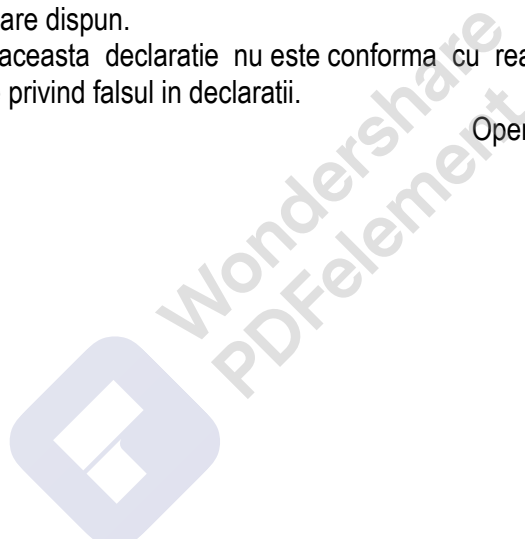 are dispun.
aceasta declaratie nu este conforma cu rea
privind falsul in declaratii.
Oper
Wondershare
PDFelement